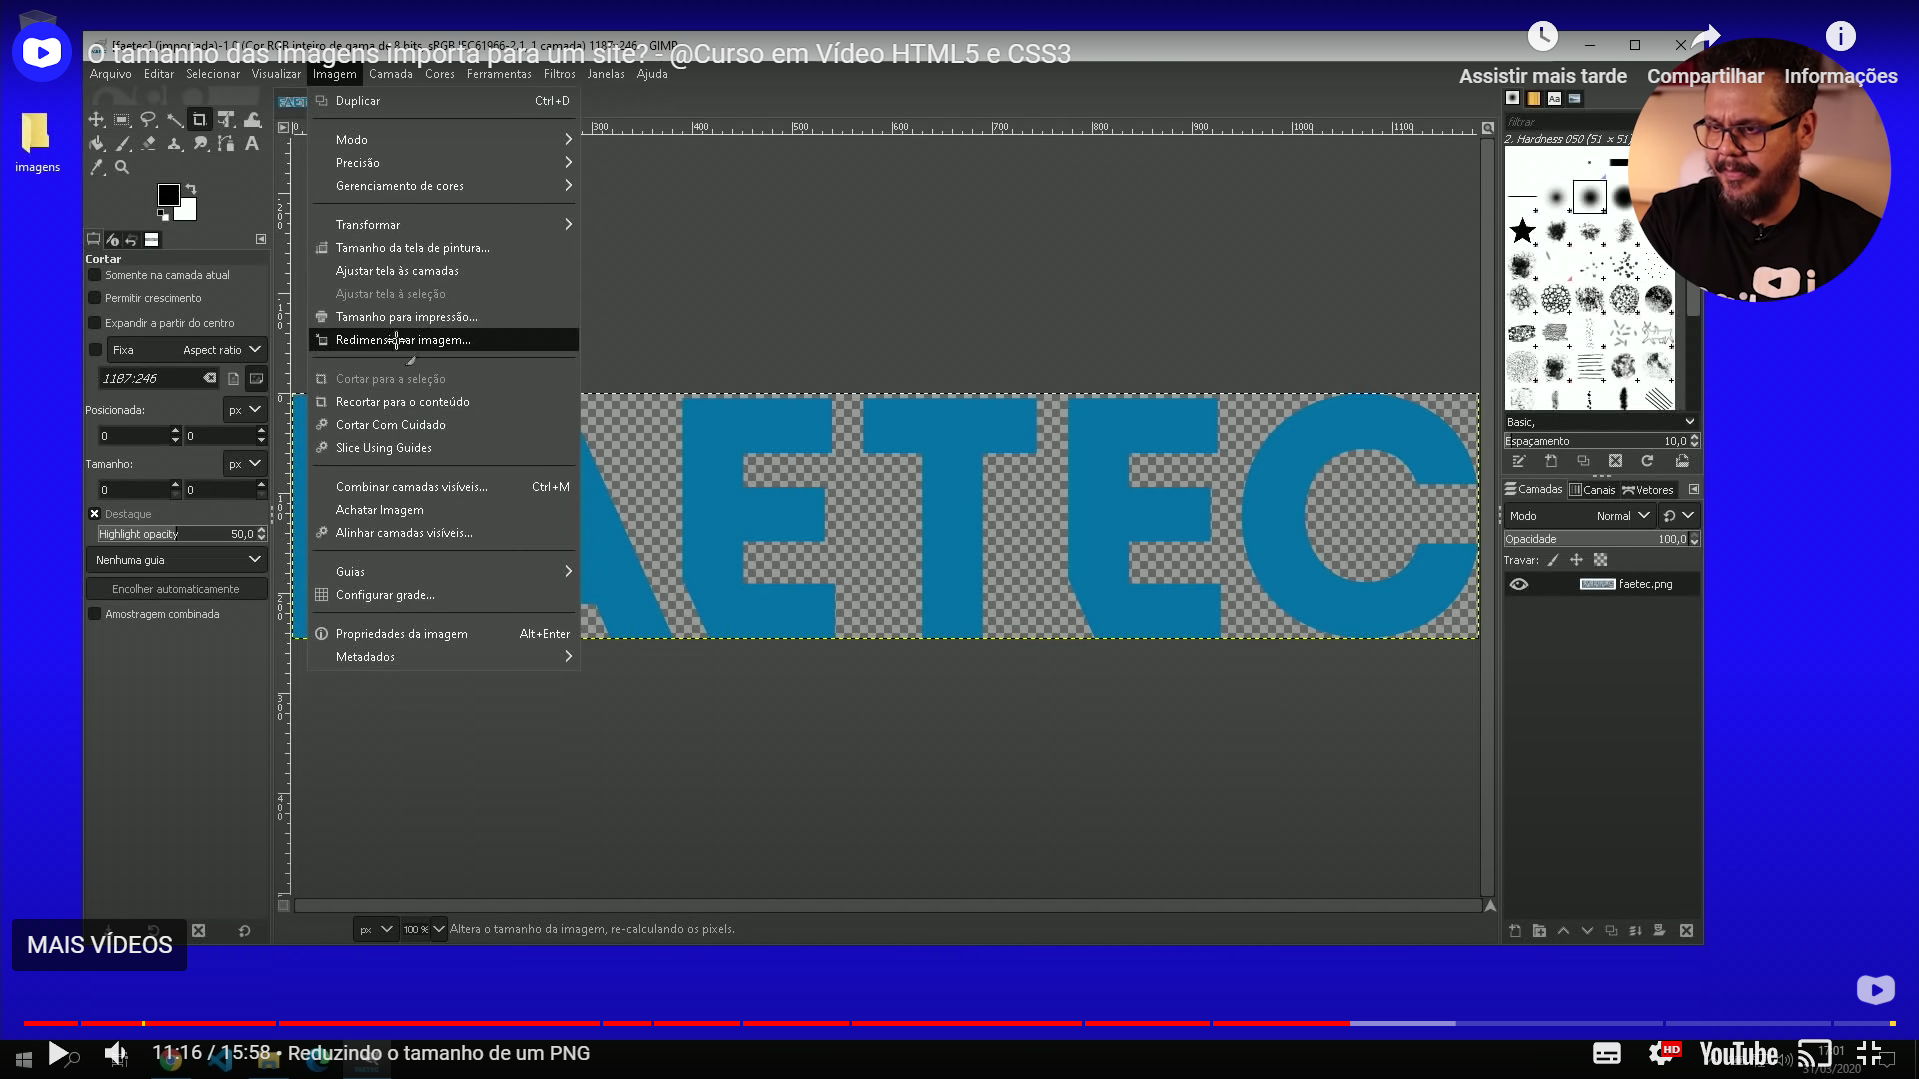 O tamanho das imagens importa para um site? - @Curso em Vídeo HTML5 e CSS3
[faetec] (importada)-1.0 (Cor RGB inteiro de gama de 8 bits, sRGB IEC61966-2.1, 1 camada) 1187x246 – GIMP
Assistir mais tarde
Compartilhar
Informações
Arquivo Editar Selecionar Visualizar Imagem Camada Cores Ferramentas Filtros Janelas Ajuda
imagens
Duplicar Ctrl+D
Modo
Precisão
Gerenciamento de cores
Transformar
Tamanho da tela de pintura...
Ajustar tela às camadas
Ajustar tela à seleção
Tamanho para impressão...
Redimensionar imagem...
Cortar para a seleção
Recortar para o conteúdo
Cortar Com Cuidado
Slice Using Guides
Combinar camadas visíveis... Ctrl+M
Achatar Imagem
Alinhar camadas visíveis...
Guias
Configurar grade...
Propriedades da imagem Alt+Enter
Metadados
Cortar
Somente na camada atual
Permitir crescimento
Expandir a partir do centro
Fixa Aspect ratio
1187:246
Posicionada: px
0 0
Tamanho: px
0 0
Destaque
Highlight opacity 50,0
Nenhuma guia
Encolher automaticamente
Amostragem combinada
300 400 500 600 700 800 900 1000 1100
AETEC
filtrar
2. Hardness 050 (51 × 51)
Basic,
Espaçamento 10,0
Camadas Canais Vetores
Modo Normal
Opacidade 100,0
Travar:
faetec.png
px 100 % Altera o tamanho da imagem, re-calculando os pixels.
MAIS VÍDEOS
11:16 / 15:58 • Reduzindo o tamanho de um PNG
HD
YouTube
17:01
31/03/2020